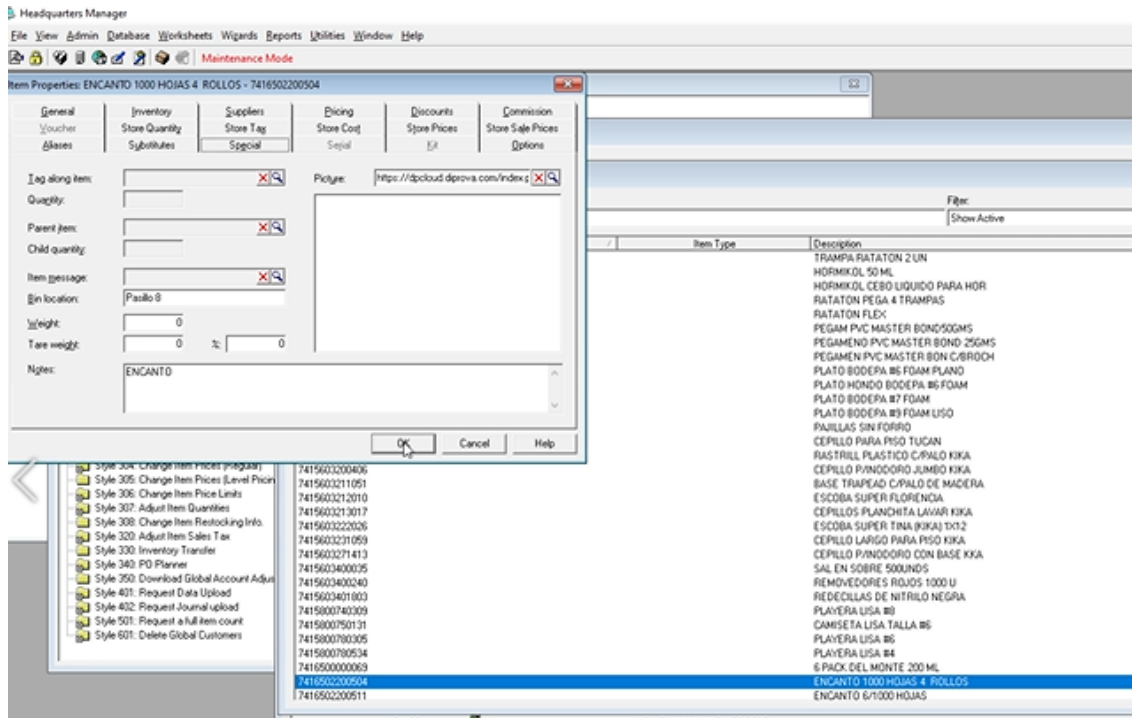 Headquarters Manager
File View Admin Database Worksheets Wizards Reports Utilities Window Help
Maintenance Mode
Item Properties: ENCANTO 1000 HOJAS 4 ROLLOS - 7416502200504
General Inventory Suppliers Pricing Discounts Commission
Voucher Store Quantity Store Tax Store Cost Store Prices Store Sale Prices
Aliases Substitutes Special Serial Kit Options
Tag along item:
Picture: https://dpcloud.diprova.com/index.p
Quantity:
Parent item:
Child quantity:
Item message:
Bin location: Pasillo 8
Weight: 0
Tare weight: 0 %: 0
Notes: ENCANTO
OK Cancel Help
Filter:
Show Active
Item Type Description
TRAMPA RATATON 2 UN
HORMIKOL 50 ML
HORMIKOL CEBO LIQUIDO PARA HOR
RATATON PEGA 4 TRAMPAS
RATATON FLEX
PEGAM PVC MASTER BOND50GMS
PEGAMENO PVC MASTER BOND 25GMS
PEGAMEN PVC MASTER BON C/BROCH
PLATO BODEPA #6 FOAM PLANO
PLATO HONDO BODEPA #6 FOAM
PLATO BODEPA #7 FOAM
PLATO BODEPA #9 FOAM LISO
PAJILLAS SIN FORRO
CEPILLO PARA PISO TUCAN
RASTRILL PLASTICO C/PALO KIKA
7415603200406 CEPILLO P/INODORO JUMBO KIKA
7415603211051 BASE TRAPEAD C/PALO DE MADERA
7415603212010 ESCOBA SUPER FLORENCIA
7415603213017 CEPILLOS PLANCHITA LAVAR KIKA
7415603222026 ESCOBA SUPER TINA (KIKA) 1X12
7415603231059 CEPILLO LARGO PARA PISO KIKA
7415603271413 CEPILLO P/INODORO CON BASE KKA
7415603400035 SAL EN SOBRE 500UNDS
7415603400240 REMOVEDORES ROJOS 1000 U
7415603401803 REDECILLAS DE NITRILO NEGRA
7415800740309 PLAYERA LISA #8
7415800750131 CAMISETA LISA TALLA #6
7415800780305 PLAYERA LISA #6
7415800780534 PLAYERA LISA #4
7416500000069 6 PACK DEL MONTE 200 ML
7416502200504 ENCANTO 1000 HOJAS 4 ROLLOS
7416502200511 ENCANTO 6/1000 HOJAS
Style 304: Change Item Prices (Regular)
Style 305: Change Item Prices (Level Pricin
Style 306: Change Item Price Limits
Style 307: Adjust Item Quantities
Style 308: Change Item Restocking Info.
Style 320: Adjust Item Sales Tax
Style 330: Inventory Transfer
Style 340: PO Planner
Style 350: Download Global Account Adjus
Style 401: Request Data Upload
Style 402: Request Journal upload
Style 501: Request a full item count
Style 601: Delete Global Customers